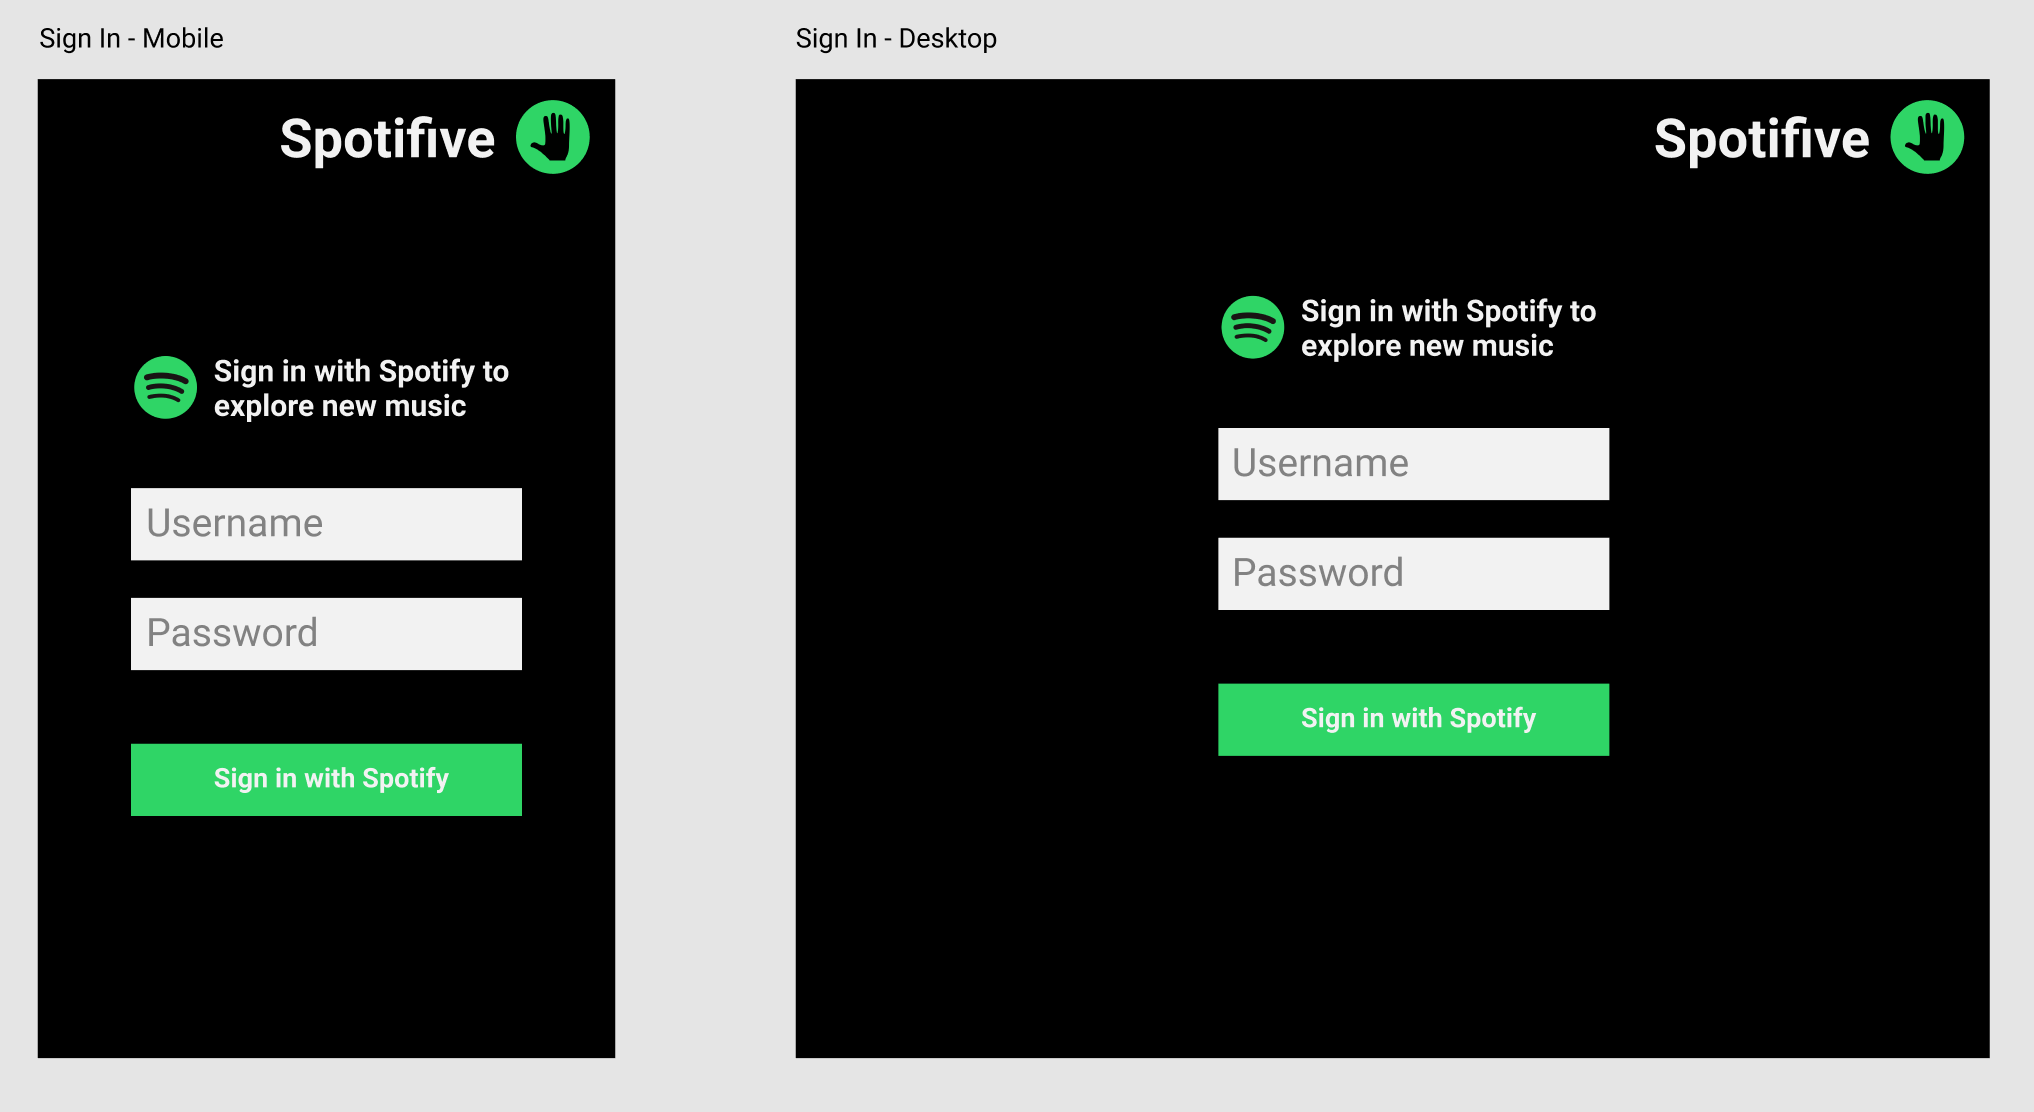 Sign In - Mobile
Spotifive
Sign in with Spotify to
explore new music
Username
Password
Sign in with Spotify
Sign In - Desktop
Spotifive
Sign in with Spotify to
explore new music
Username
Password
Sign in with Spotify